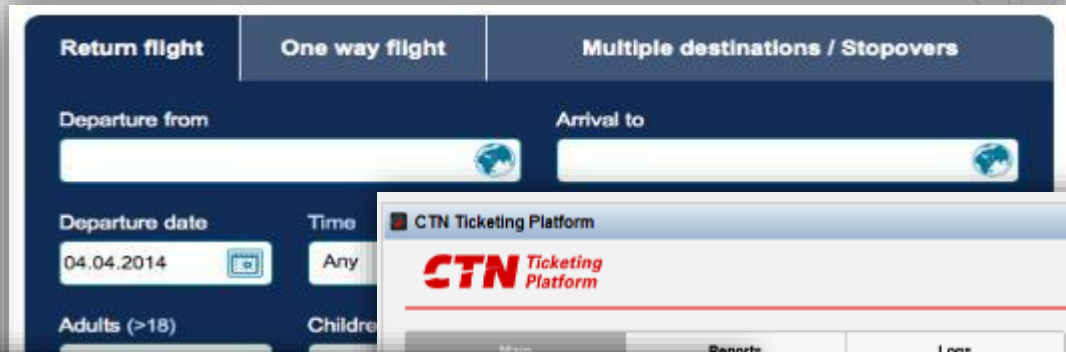 Return flight One way flight Multiple destinations / Stopovers
Departure from Arrival to
Departure date Time
04.04.2014 Any
CTN Ticketing Platform
CTN Ticketing
Platform
Adults (>18) Childre
Main Reports Logs